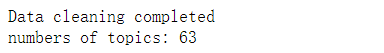 Data cleaning completed
numbers of topics: 63